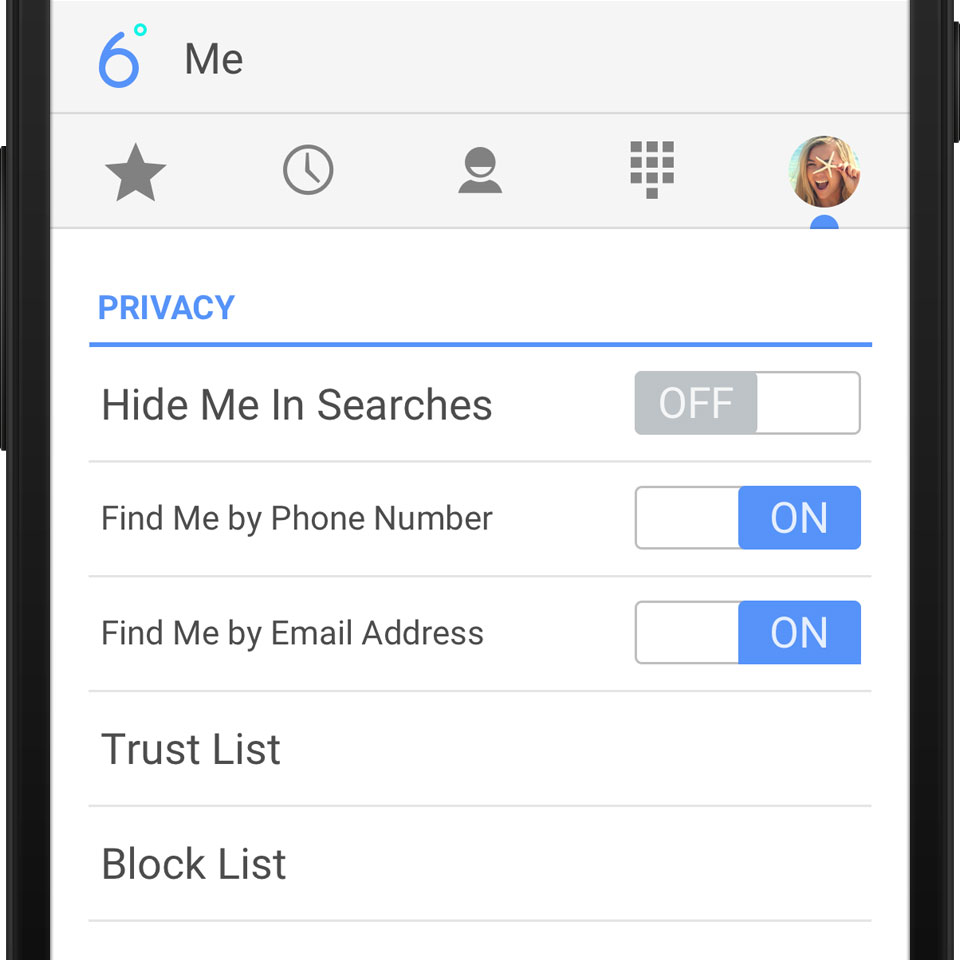 6° Me
PRIVACY
Hide Me In Searches OFF
Find Me by Phone Number ON
Find Me by Email Address ON
Trust List
Block List